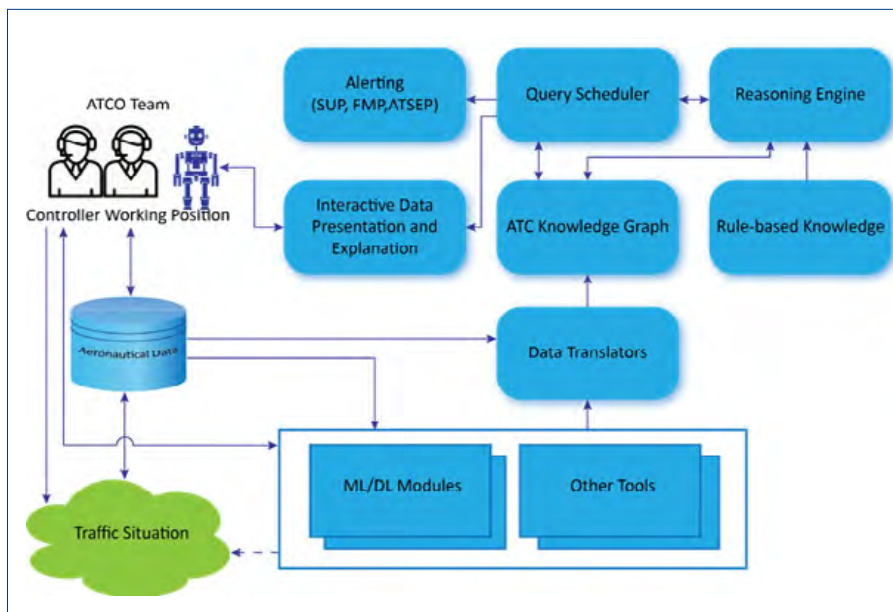 Alerting
(SUP, FMP,ATSEP)
Query Scheduler
Reasoning Engine
ATCO Team
Controller Working Position
Interactive Data
Presentation and
Explanation
ATC Knowledge Graph
Rule-based Knowledge
Aeronautical Data
Data Translators
ML/DL Modules
Other Tools
Traffic Situation